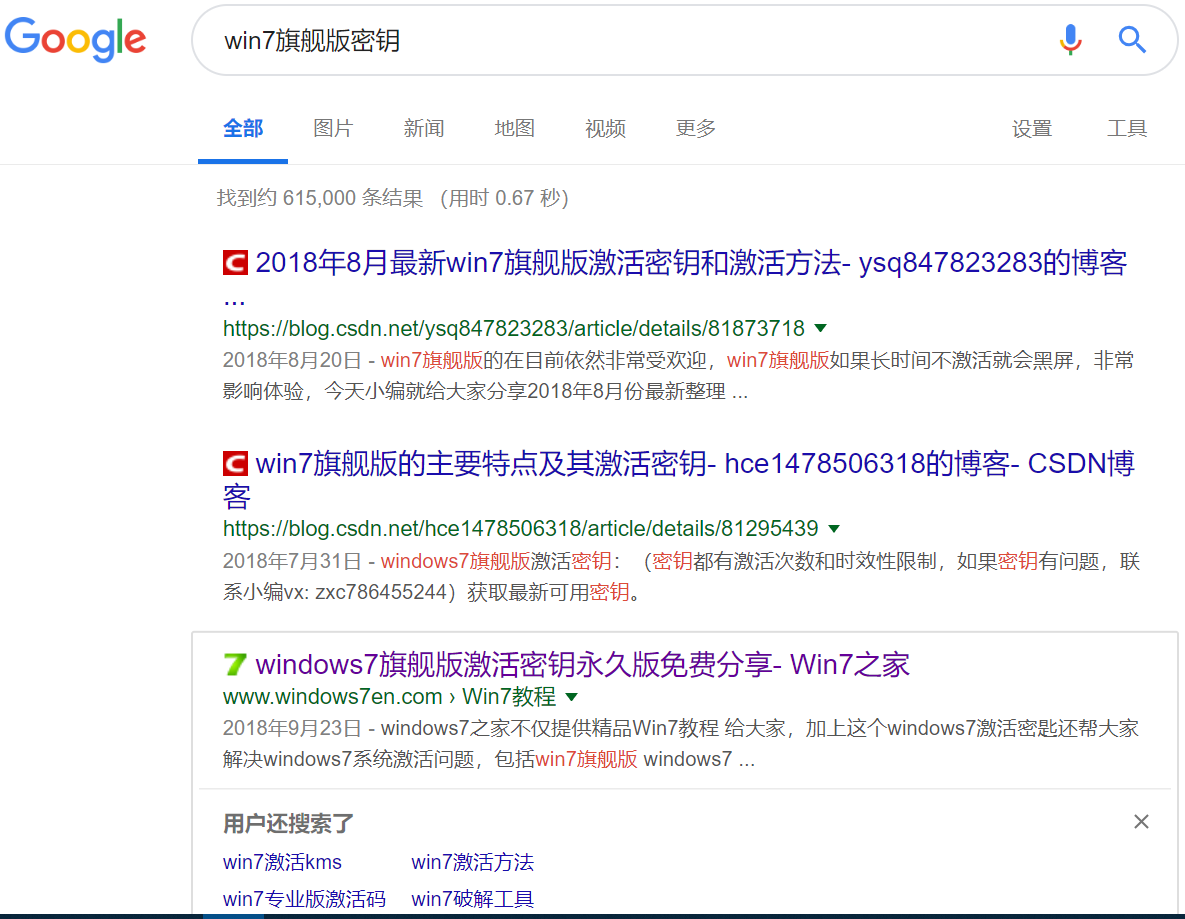 Google
win7旗舰版密钥
全部 图片 新闻 地图 视频 更多 设置 工具
找到约 615,000 条结果 （用时 0.67 秒）
2018年8月最新win7旗舰版激活密钥和激活方法- ysq847823283的博客
...
https://blog.csdn.net/ysq847823283/article/details/81873718
2018年8月20日 - win7旗舰版的在目前依然非常受欢迎，win7旗舰版如果长时间不激活就会黑屏，非常
影响体验，今天小编就给大家分享2018年8月份最新整理 ...
win7旗舰版的主要特点及其激活密钥- hce1478506318的博客- CSDN博
客
https://blog.csdn.net/hce1478506318/article/details/81295439
2018年7月31日 - windows7旗舰版激活密钥： （密钥都有激活次数和时效性限制，如果密钥有问题，联
系小编vx: zxc786455244）获取最新可用密钥。
windows7旗舰版激活密钥永久版免费分享- Win7之家
www.windows7en.com › Win7教程
2018年9月23日 - windows7之家不仅提供精品Win7教程 给大家，加上这个windows7激活密匙还帮大家
解决windows7系统激活问题，包括win7旗舰版 windows7 ...
用户还搜索了
win7激活kms win7激活方法
win7专业版激活码 win7破解工具